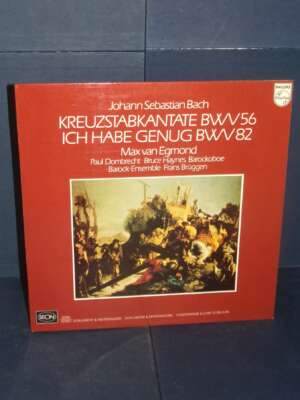 PHILIPS
Johann Sebastian Bach
KREUZSTABKANTATE BWV 56
ICH HABE GENUG BWV 82
Max van Egmond
Paul Dombrecht · Bruce Haynes, Barockoboe
Barock-Ensemble · Frans Brüggen
SEON